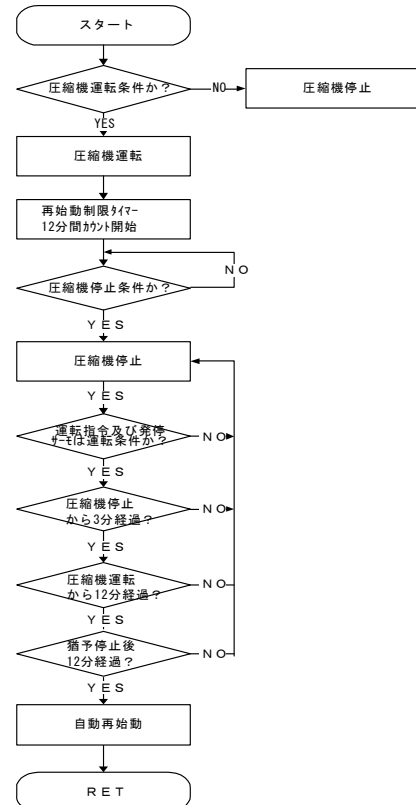 スタート
圧縮機運転条件か？
NO
圧縮機停止
YES
圧縮機運転
再始動制限ﾀｲﾏｰ
12分間ｶｳﾝﾄ開始
NO
圧縮機停止条件か？
YES
圧縮機停止
YES
運転指令及び発停
ｻｰﾓは運転条件か？
NO
YES
圧縮機停止
から3分経過？
NO
YES
圧縮機運転
から12分経過？
NO
YES
猶予停止後
12分経過？
NO
YES
自動再始動
RET